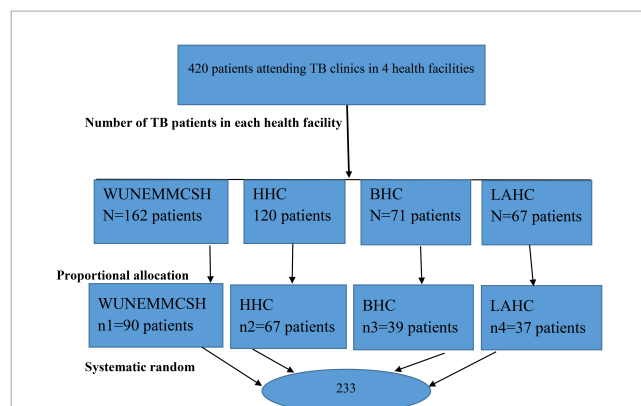 420 patients attending TB clinics in 4 health facilities
Number of TB patients in each health facility
WUNEMMCSH
N=162 patients
HHC
120 patients
BHC
N=71 patients
LAHC
N=67 patients
Proportional allocation
WUNEMMCSH
n1=90 patients
HHC
n2=67 patients
BHC
n3=39 patients
LAHC
n4=37 patients
Systematic random
233